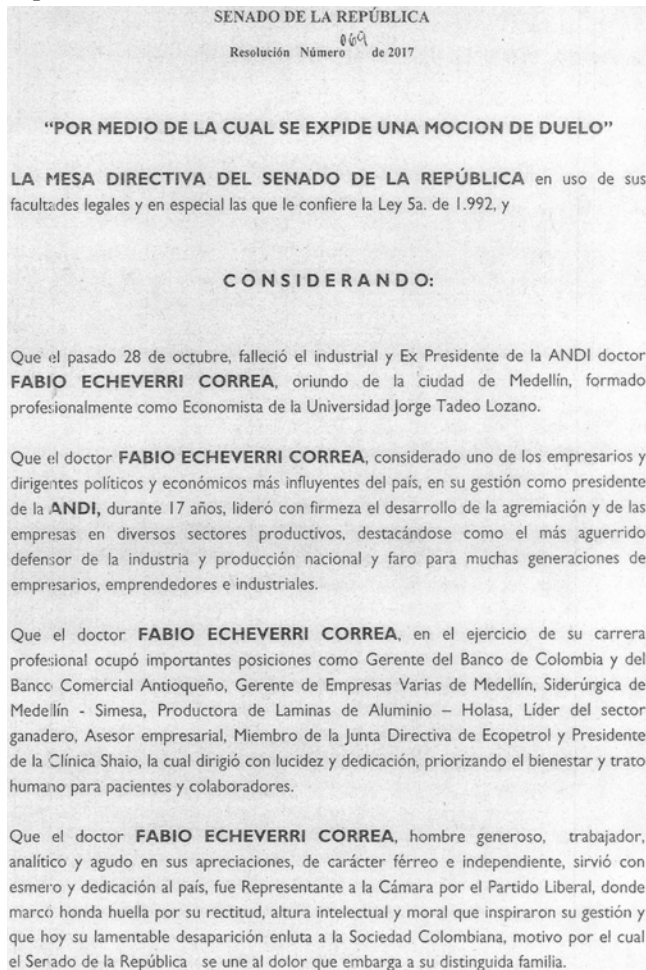 SENADO DE LA REPÚBLICA
Resolución Número 069 de 2017
“POR MEDIO DE LA CUAL SE EXPIDE UNA MOCION DE DUELO”
LA MESA DIRECTIVA DEL SENADO DE LA REPÚBLICA en uso de sus
facultades legales y en especial las que le confiere la Ley 5a. de 1.992, y
CONSIDERANDO:
Que el pasado 28 de octubre, falleció el industrial y Ex Presidente de la ANDI doctor
FABIO ECHEVERRI CORREA, oriundo de la ciudad de Medellín, formado
profesionalmente como Economista de la Universidad Jorge Tadeo Lozano.
Que el doctor FABIO ECHEVERRI CORREA, considerado uno de los empresarios y
dirigentes políticos y económicos más influyentes del país, en su gestión como presidente
de la ANDI, durante 17 años, lideró con firmeza el desarrollo de la agremiación y de las
empresas en diversos sectores productivos, destacándose como el más aguerrido
defensor de la industria y producción nacional y faro para muchas generaciones de
empresarios, emprendedores e industriales.
Que el doctor FABIO ECHEVERRI CORREA, en el ejercicio de su carrera
profesional ocupó importantes posiciones como Gerente del Banco de Colombia y del
Banco Comercial Antioqueño, Gerente de Empresas Varias de Medellín, Siderúrgica de
Medellín - Simesa, Productora de Laminas de Aluminio – Holasa, Líder del sector
ganadero, Asesor empresarial, Miembro de la Junta Directiva de Ecopetrol y Presidente
de la Clínica Shaio, la cual dirigió con lucidez y dedicación, priorizando el bienestar y trato
humano para pacientes y colaboradores.
Que el doctor FABIO ECHEVERRI CORREA, hombre generoso, trabajador,
analítico y agudo en sus apreciaciones, de carácter férreo e independiente, sirvió con
esmero y dedicación al país, fue Representante a la Cámara por el Partido Liberal, donde
marcó honda huella por su rectitud, altura intelectual y moral que inspiraron su gestión y
que hoy su lamentable desaparición enluta a la Sociedad Colombiana, motivo por el cual
el Senado de la República se une al dolor que embarga a su distinguida familia.